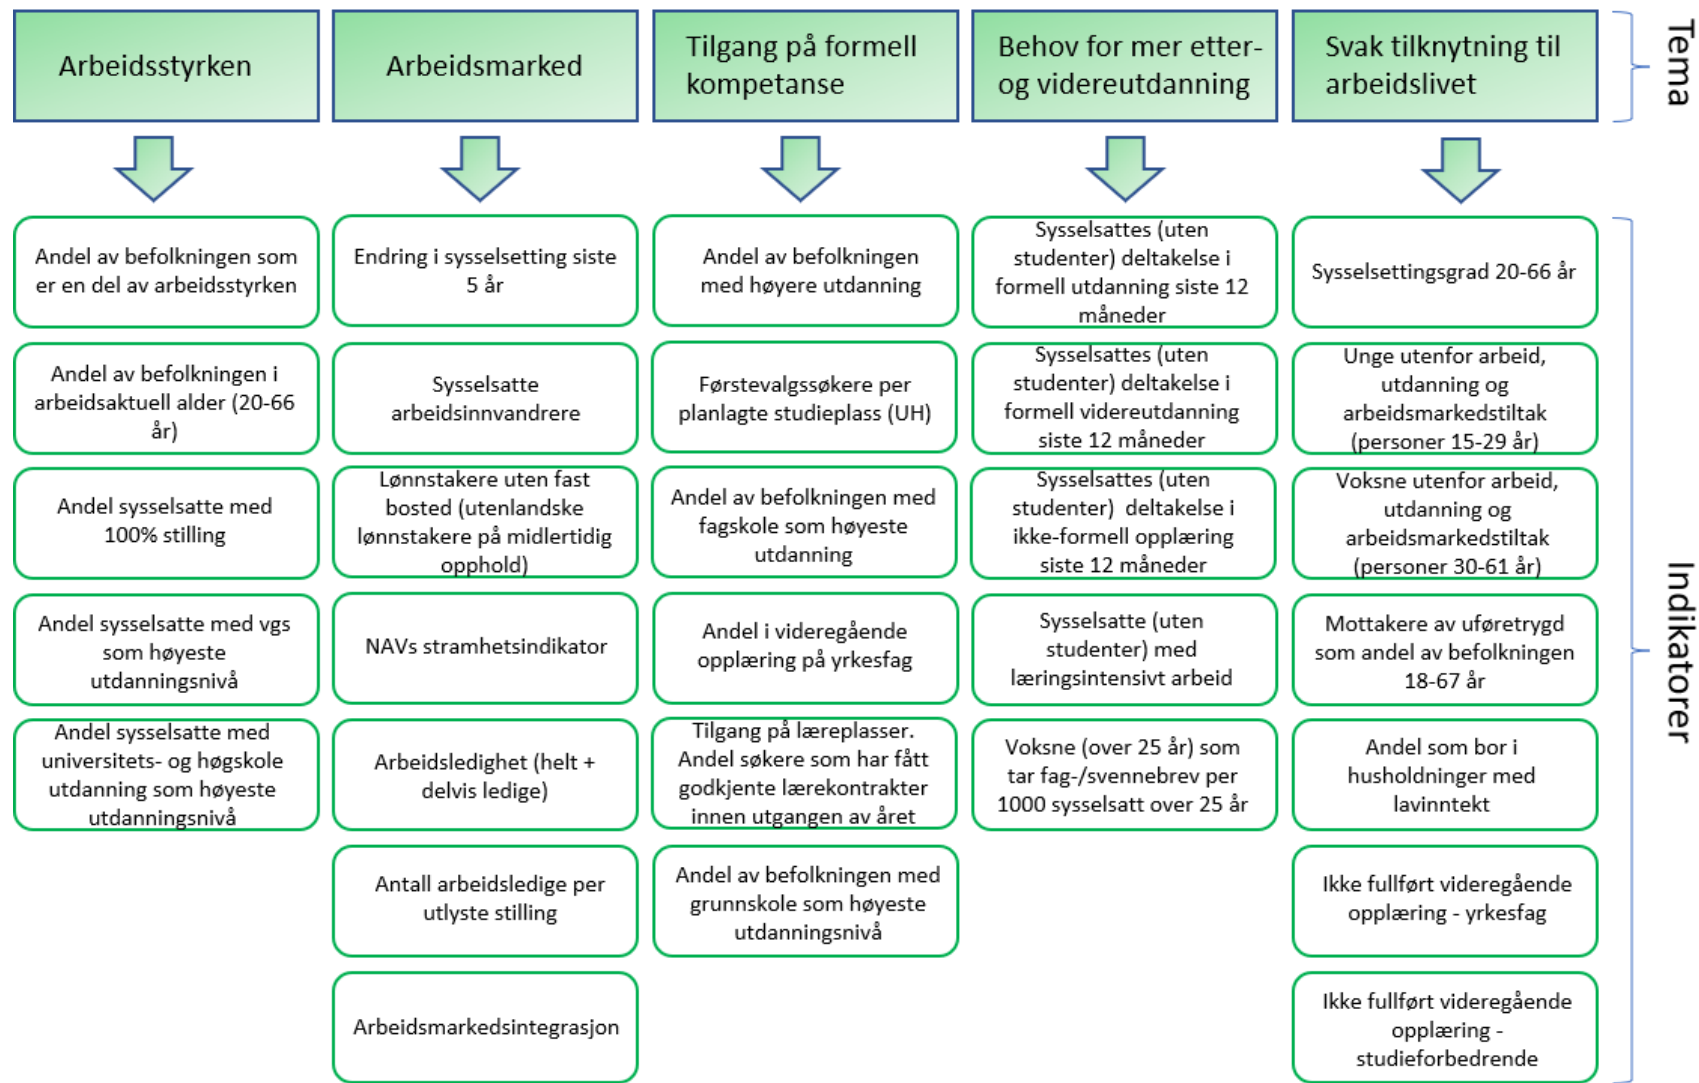 Arbeidsstyrken
Arbeidsmarked
Tilgang på formell
kompetanse
Behov for mer etter-
og videreutdanning
Svak tilknytning til
arbeidslivet
Tema
Andel av befolkningen som
er en del av arbeidsstyrken
Andel av befolkningen i
arbeidsaktuell alder (20-66
år)
Andel sysselsatte med
100% stilling
Andel sysselsatte med vgs
som høyeste
utdanningsnivå
Andel sysselsatte med
universitets- og høgskole
utdanning som høyeste
utdanningsnivå
Endring i sysselsetting siste
5 år
Sysselsatte
arbeidsinnvandrere
Lønnstakere uten fast
bosted (utenlandske
lønnstakere på midlertidig
opphold)
NAVs stramhetsindikator
Arbeidsledighet (helt +
delvis ledige)
Antall arbeidsledige per
utlyste stilling
Arbeidsmarkedsintegrasjon
Andel av befolkningen
med høyere utdanning
Førstevalgssøkere per
planlagte studieplass (UH)
Andel av befolkningen med
fagskole som høyeste
utdanning
Andel i videregående
opplæring på yrkesfag
Tilgang på læreplasser.
Andel søkere som har fått
godkjente lærekontrakter
innen utgangen av året
Andel av befolkningen med
grunnskole som høyeste
utdanningsnivå
Sysselsattes (uten
studenter) deltakelse i
formell utdanning siste 12
måneder
Sysselsattes (uten
studenter) deltakelse i
formell videreutdanning
siste 12 måneder
Sysselsattes (uten
studenter) deltakelse i
ikke-formell opplæring
siste 12 måneder
Sysselsatte (uten
studenter) med
læringsintensivt arbeid
Voksne (over 25 år) som
tar fag-/svennebrev per
1000 sysselsatt over 25 år
Sysselsettingsgrad 20-66 år
Unge utenfor arbeid,
utdanning og
arbeidsmarkedstiltak
(personer 15-29 år)
Voksne utenfor arbeid,
utdanning og
arbeidsmarkedstiltak
(personer 30-61 år)
Mottakere av uføretrygd
som andel av befolkningen
18-67 år
Andel som bor i
husholdninger med
lavinntekt
Ikke fullført videregående
opplæring - yrkesfag
Ikke fullført videregående
opplæring -
studieforbedrende
Indikatorer